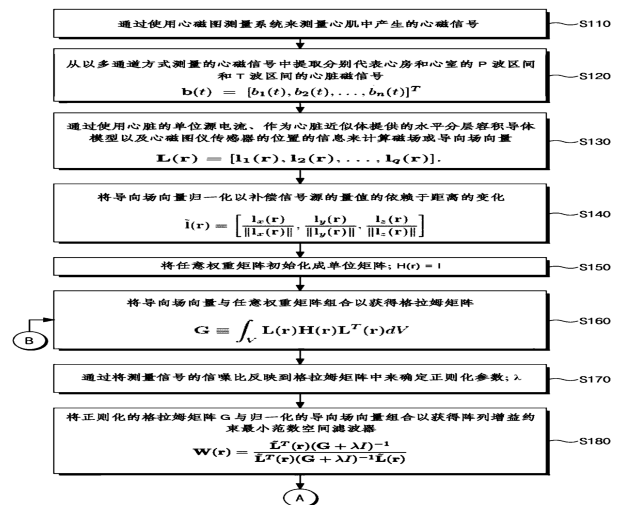 通过使用心磁图测量系统来测量心肌中产生的心磁信号
S110
从以多通道方式测量的心磁信号中提取分别代表心房和心室的 P 波区间
和 T 波区间的心脏磁信号
b(t) = [b₁(t), b₂(t), . . . , bₙ(t)]ᵀ
S120
通过使用心脏的单位源电流、作为心脏近似体提供的水平分层容积导体
模型以及心磁图仪传感器的位置的信息来计算磁场或导向场向量
L(r) = [l₁(r), l₂(r), . . . , l_q(r)].
S130
将导向场向量归一化以补偿信号源的量值的依赖于距离的变化
l̃(r) = [ l_x(r) / ‖l_x(r)‖ , l_y(r) / ‖l_y(r)‖ , l_z(r) / ‖l_z(r)‖ ]
S140
将任意权重矩阵初始化成单位矩阵; H(r) = I
S150
将导向场向量与任意权重矩阵组合以获得格拉姆矩阵
G ≡ ∫_V L(r)H(r)Lᵀ(r)dV
S160
B
通过将测量信号的信噪比反映到格拉姆矩阵中来确定正则化参数; λ
S170
将正则化的格拉姆矩阵 G 与归一化的导向场向量组合以获得阵列增益约
束最小范数空间滤波器
W(r) = L̃ᵀ(r)(G + λI)⁻¹ / L̃ᵀ(r)(G + λI)⁻¹L̃(r)
S180
A